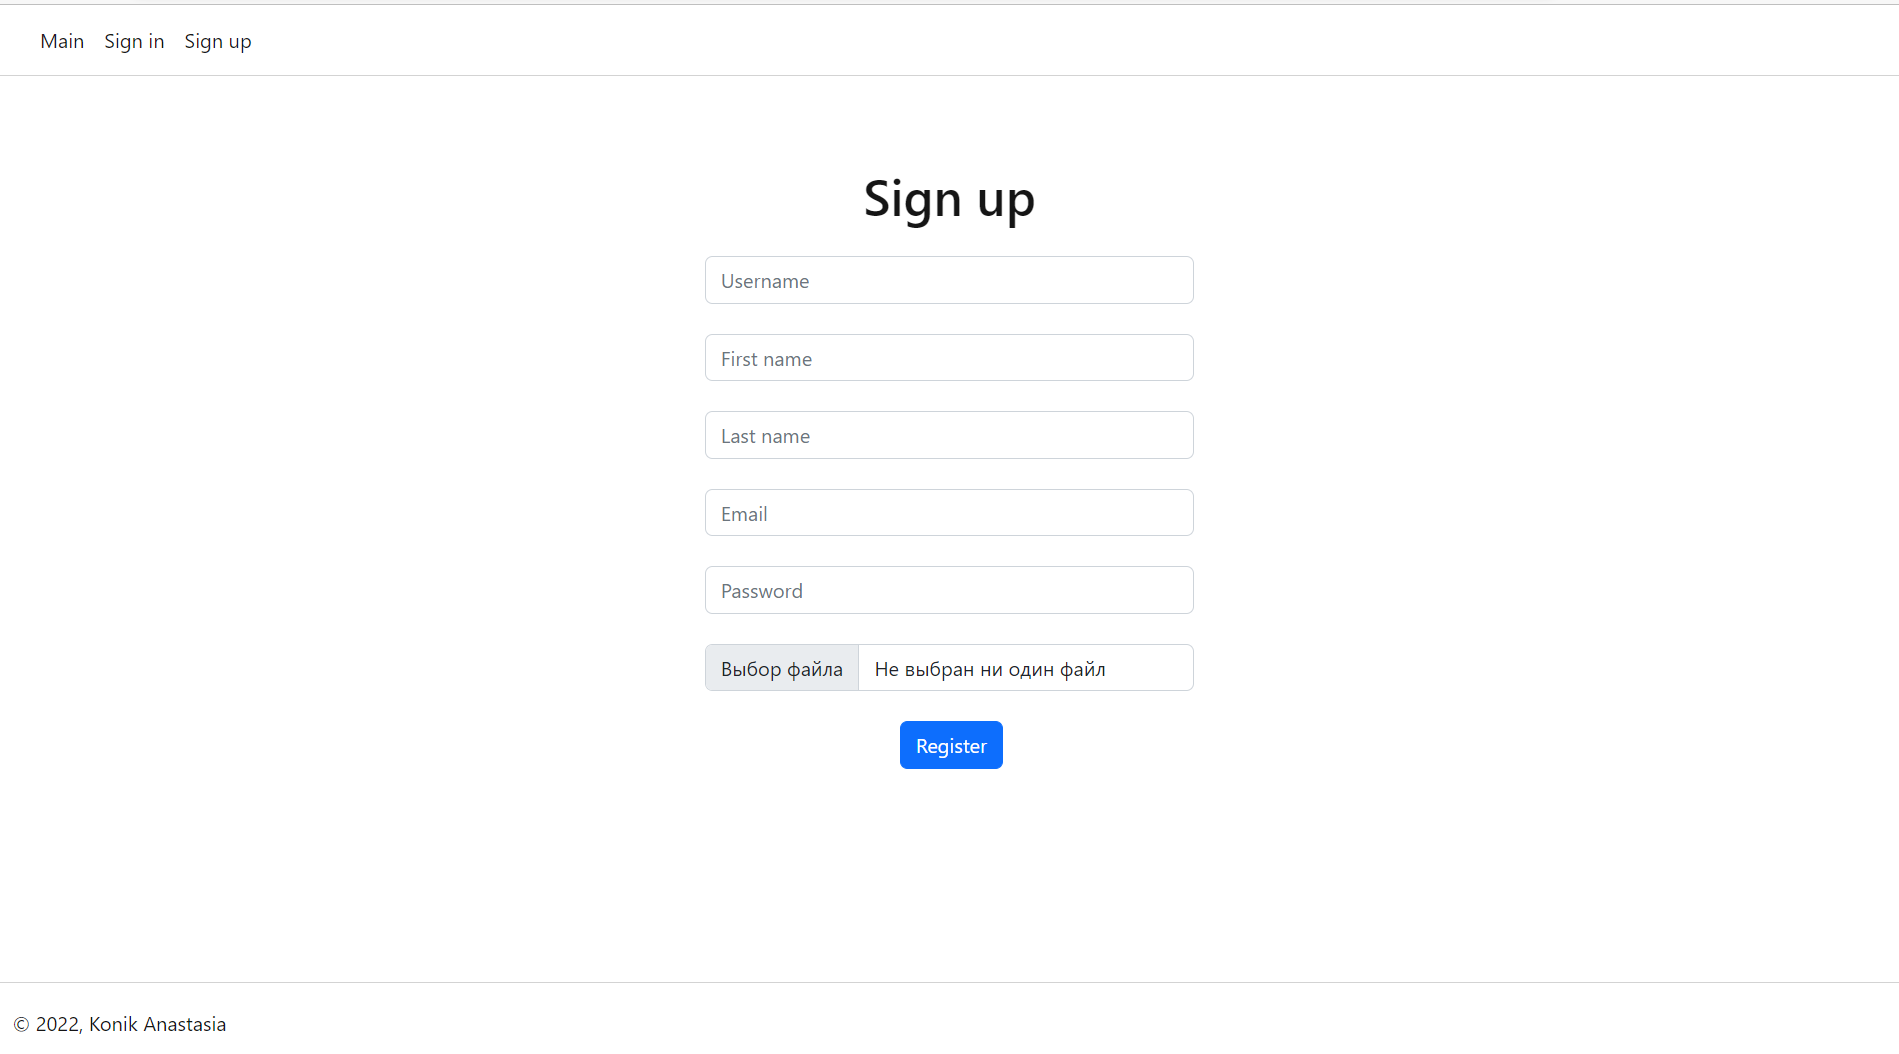 Main Sign in Sign up
Sign up
Username
First name
Last name
Email
Password
Выбор файла Не выбран ни один файл
Register
© 2022, Konik Anastasia